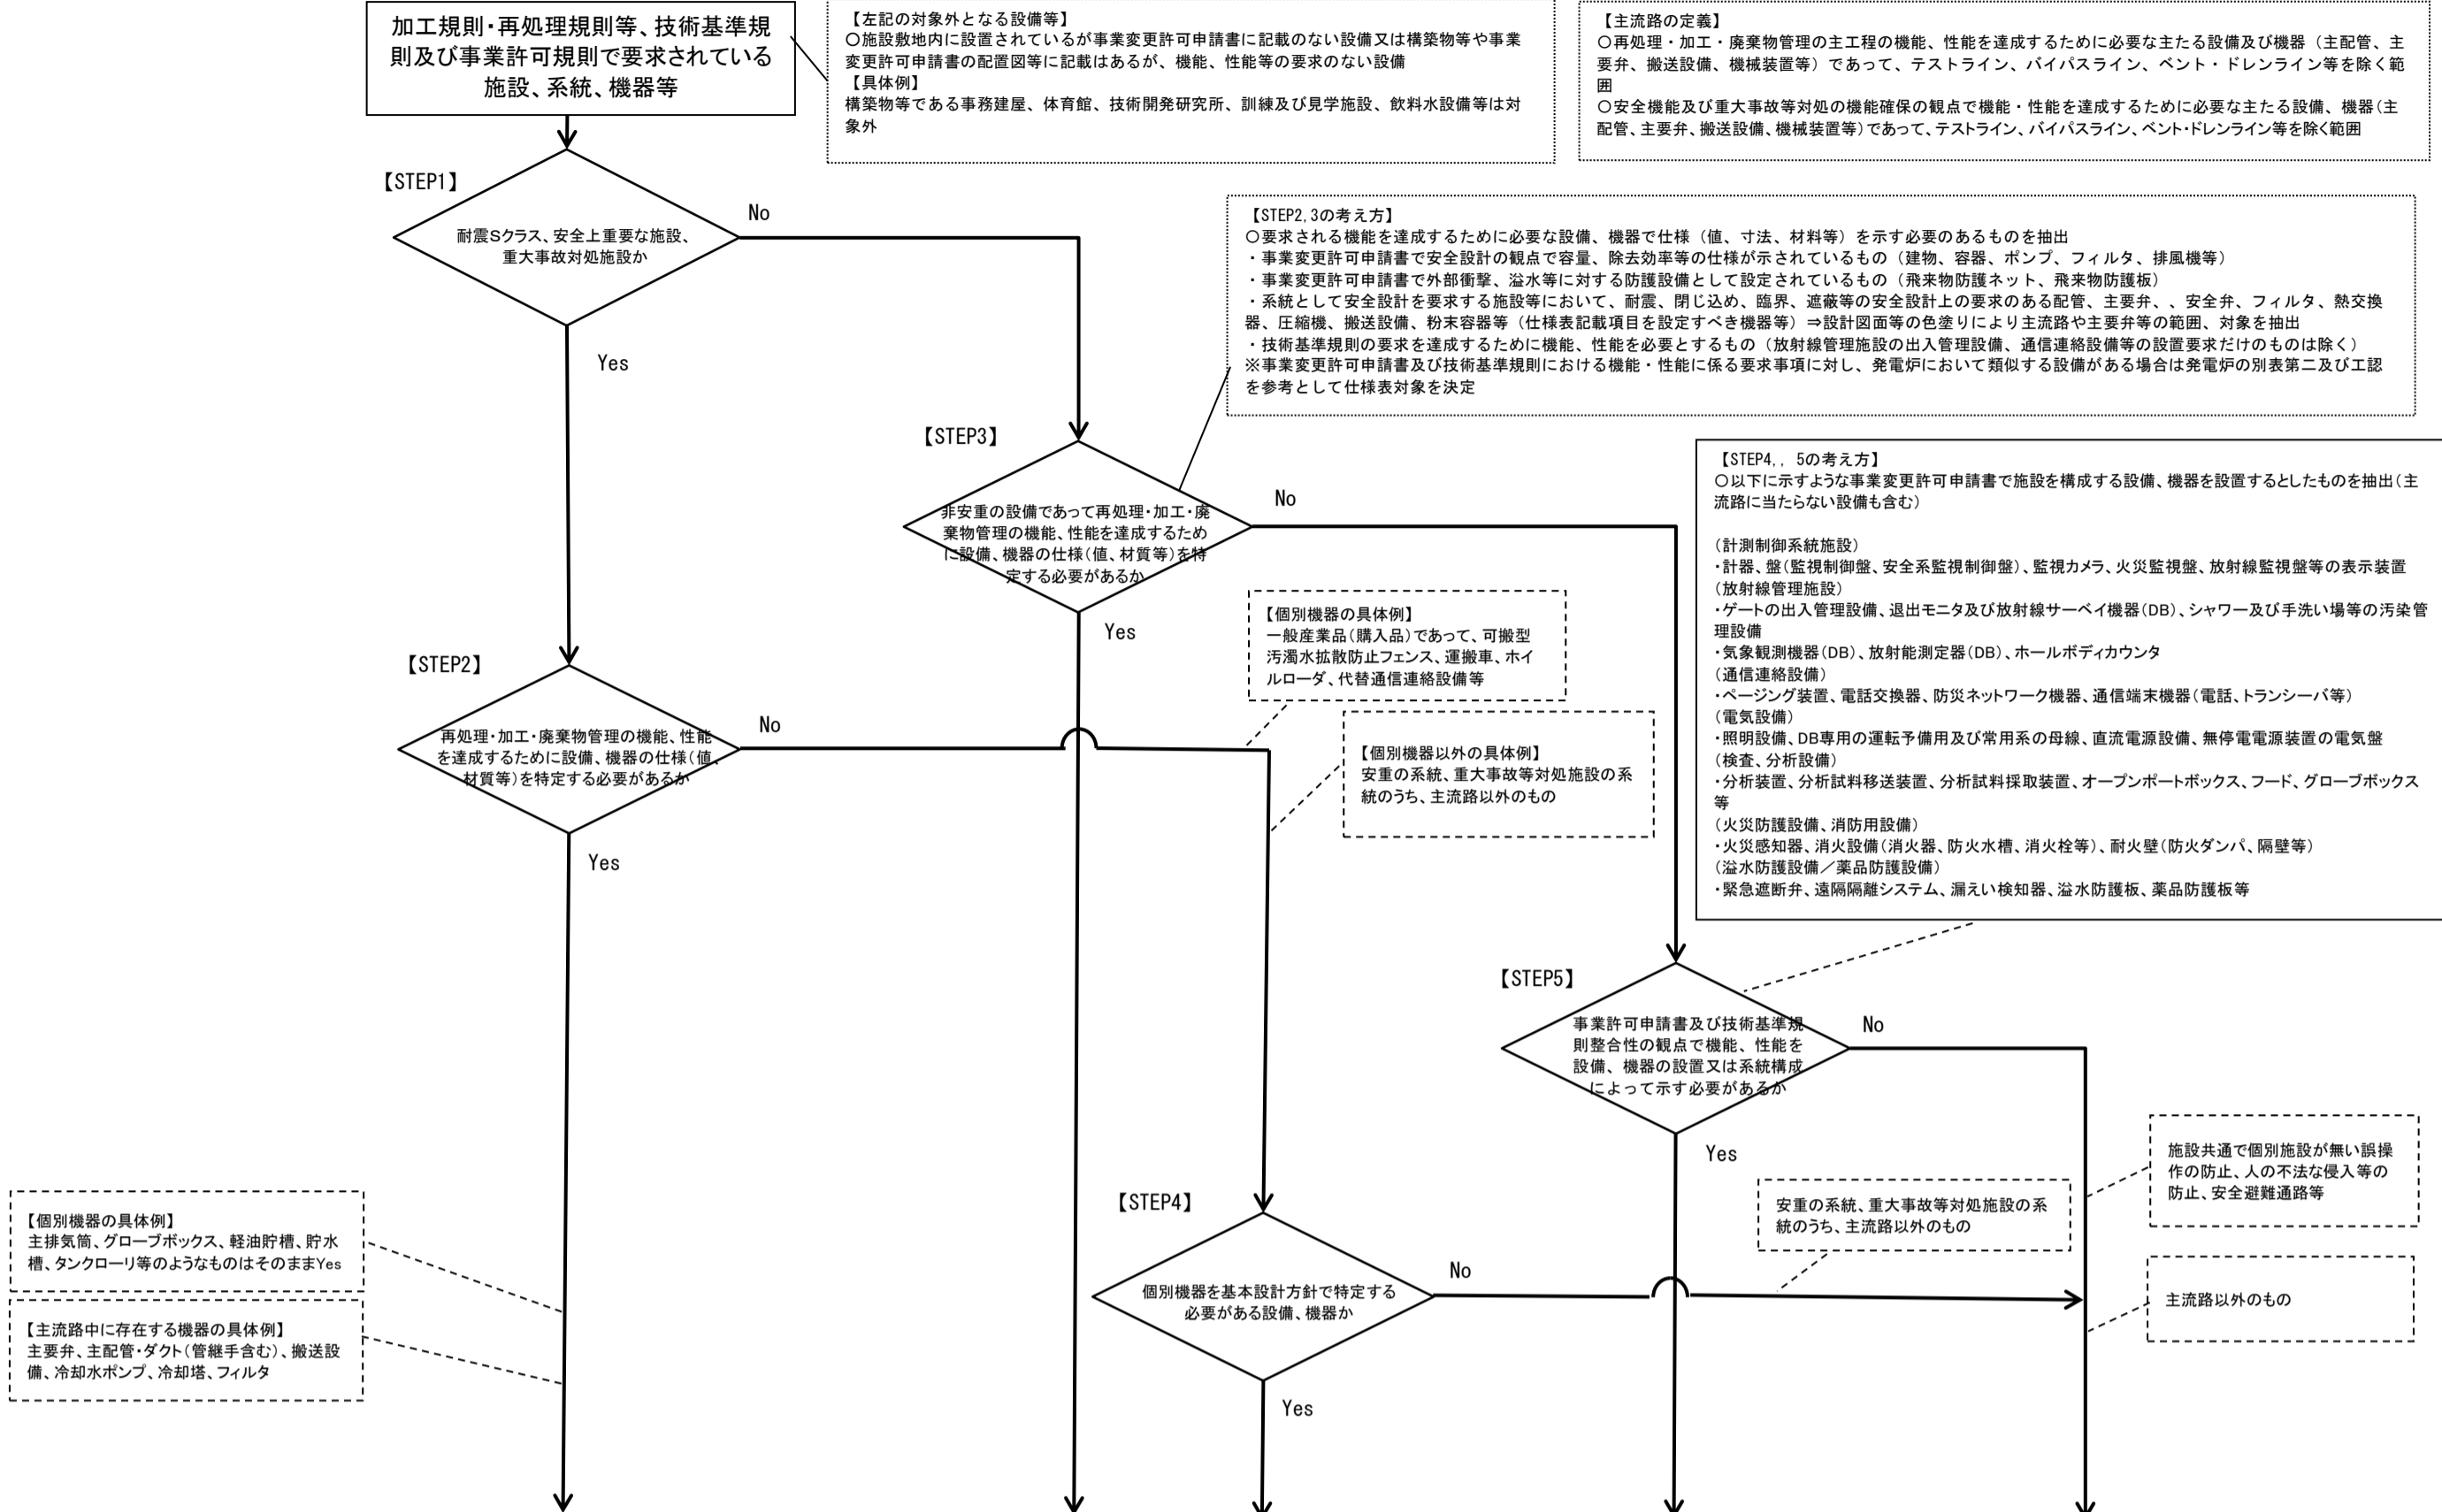 加工規則・再処理規則等、技術基準規
則及び事業許可規則で要求されている
施設、系統、機器等
【左記の対象外となる設備等】
〇施設敷地内に設置されているが事業変更許可申請書に記載のない設備又は構築物等や事業
変更許可申請書の配置図等に記載はあるが、機能、性能等の要求のない設備
【具体例】
構築物等である事務建屋、体育館、技術開発研究所、訓練及び見学施設、飲料水設備等は対
象外
【主流路の定義】
〇再処理・加工・廃棄物管理の主工程の機能、性能を達成するために必要な主たる設備及び機器（主配管、主
要弁、搬送設備、機械装置等）であって、テストライン、バイパスライン、ベント・ドレンライン等を除く範
囲
〇安全機能及び重大事故等対処の機能確保の観点で機能・性能を達成するために必要な主たる設備、機器（主
配管、主要弁、搬送設備、機械装置等）であって、テストライン、バイパスライン、ベント・ドレンライン等を除く範囲
【STEP1】
耐震Sクラス、安全上重要な施設、
重大事故対処施設か
No
Yes
【STEP2,3の考え方】
〇要求される機能を達成するために必要な設備、機器で仕様（値、寸法、材料等）を示す必要のあるものを抽出
・事業変更許可申請書で安全設計の観点で容量、除去効率等の仕様が示されているもの（建物、容器、ポンプ、フィルタ、排風機等）
・事業変更許可申請書で外部衝撃、溢水等に対する防護設備として設定されているもの（飛来物防護ネット、飛来物防護板）
・系統として安全設計を要求する施設等において、耐震、閉じ込め、臨界、遮蔽等の安全設計上の要求のある配管、主要弁、、安全弁、フィルタ、熱交換
器、圧縮機、搬送設備、粉末容器等（仕様表記載項目を設定すべき機器等）⇒設計図面等の色塗りにより主流路や主要弁等の範囲、対象を抽出
・技術基準規則の要求を達成するために機能、性能を必要とするもの（放射線管理施設の出入管理設備、通信連絡設備等の設置要求だけのものは除く）
※事業変更許可申請書及び技術基準規則における機能・性能に係る要求事項に対し、発電炉において類似する設備がある場合は発電炉の別表第二及び工認
を参考として仕様表対象を決定
【STEP3】
非安重の設備であって再処理・加工・廃
棄物管理の機能、性能を達成するため
に設備、機器の仕様（値、材質等）を特
定する必要があるか
No
Yes
【STEP4,, 5の考え方】
〇以下に示すような事業変更許可申請書で施設を構成する設備、機器を設置するとしたものを抽出（主
流路に当たらない設備も含む）
（計測制御系統施設）
・計器、盤（監視制御盤、安全系監視制御盤）、監視カメラ、火災監視盤、放射線監視盤等の表示装置
（放射線管理施設）
・ゲートの出入管理設備、退出モニタ及び放射線サーベイ機器（DB）、シャワー及び手洗い場等の汚染管
理設備
・気象観測機器（DB）、放射能測定器（DB）、ホールボディカウンタ
（通信連絡設備）
・ページング装置、電話交換器、防災ネットワーク機器、通信端末機器（電話、トランシーバ等）
（電気設備）
・照明設備、DB専用の運転予備用及び常用系の母線、直流電源設備、無停電電源装置の電気盤
（検査、分析設備）
・分析装置、分析試料移送装置、分析試料採取装置、オープンポートボックス、フード、グローブボックス
等
（火災防護設備、消防用設備）
・火災感知器、消火設備（消火器、防火水槽、消火栓等）、耐火壁（防火ダンパ、隔壁等）
（溢水防護設備／薬品防護設備）
・緊急遮断弁、遠隔隔離システム、漏えい検知器、溢水防護板、薬品防護板等
【STEP2】
再処理・加工・廃棄物管理の機能、性能
を達成するために設備、機器の仕様（値、
材質等）を特定する必要があるか
No
Yes
【個別機器の具体例】
一般産業品（購入品）であって、可搬型
汚濁水拡散防止フェンス、運搬車、ホイ
ルローダ、代替通信連絡設備等
【個別機器以外の具体例】
安重の系統、重大事故等対処施設の系
統のうち、主流路以外のもの
【STEP5】
事業許可申請書及び技術基準規
則整合性の観点で機能、性能を
設備、機器の設置又は系統構成
によって示す必要があるか
No
Yes
施設共通で個別施設が無い誤操
作の防止、人の不法な侵入等の
防止、安全避難通路等
安重の系統、重大事故等対処施設の系
統のうち、主流路以外のもの
主流路以外のもの
【STEP4】
個別機器を基本設計方針で特定する
必要がある設備、機器か
No
Yes
【個別機器の具体例】
主排気筒、グローブボックス、軽油貯槽、貯水
槽、タンクローリ等のようなものはそのままYes
【主流路中に存在する機器の具体例】
主要弁、主配管・ダクト（管継手含む）、搬送設
備、冷却水ポンプ、冷却塔、フィルタ